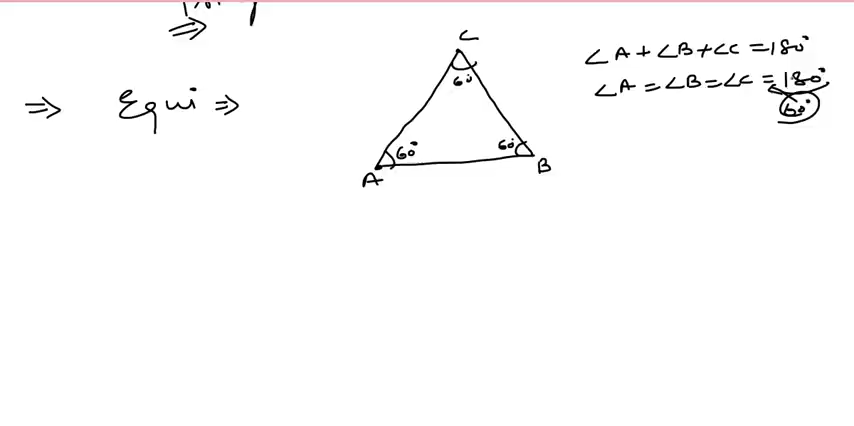 ⇒
⇒ Equi ⇒
C
60°
60°
60°
A
B
∠A+∠B+∠C=180°
∠A=∠B=∠C=180°
60°